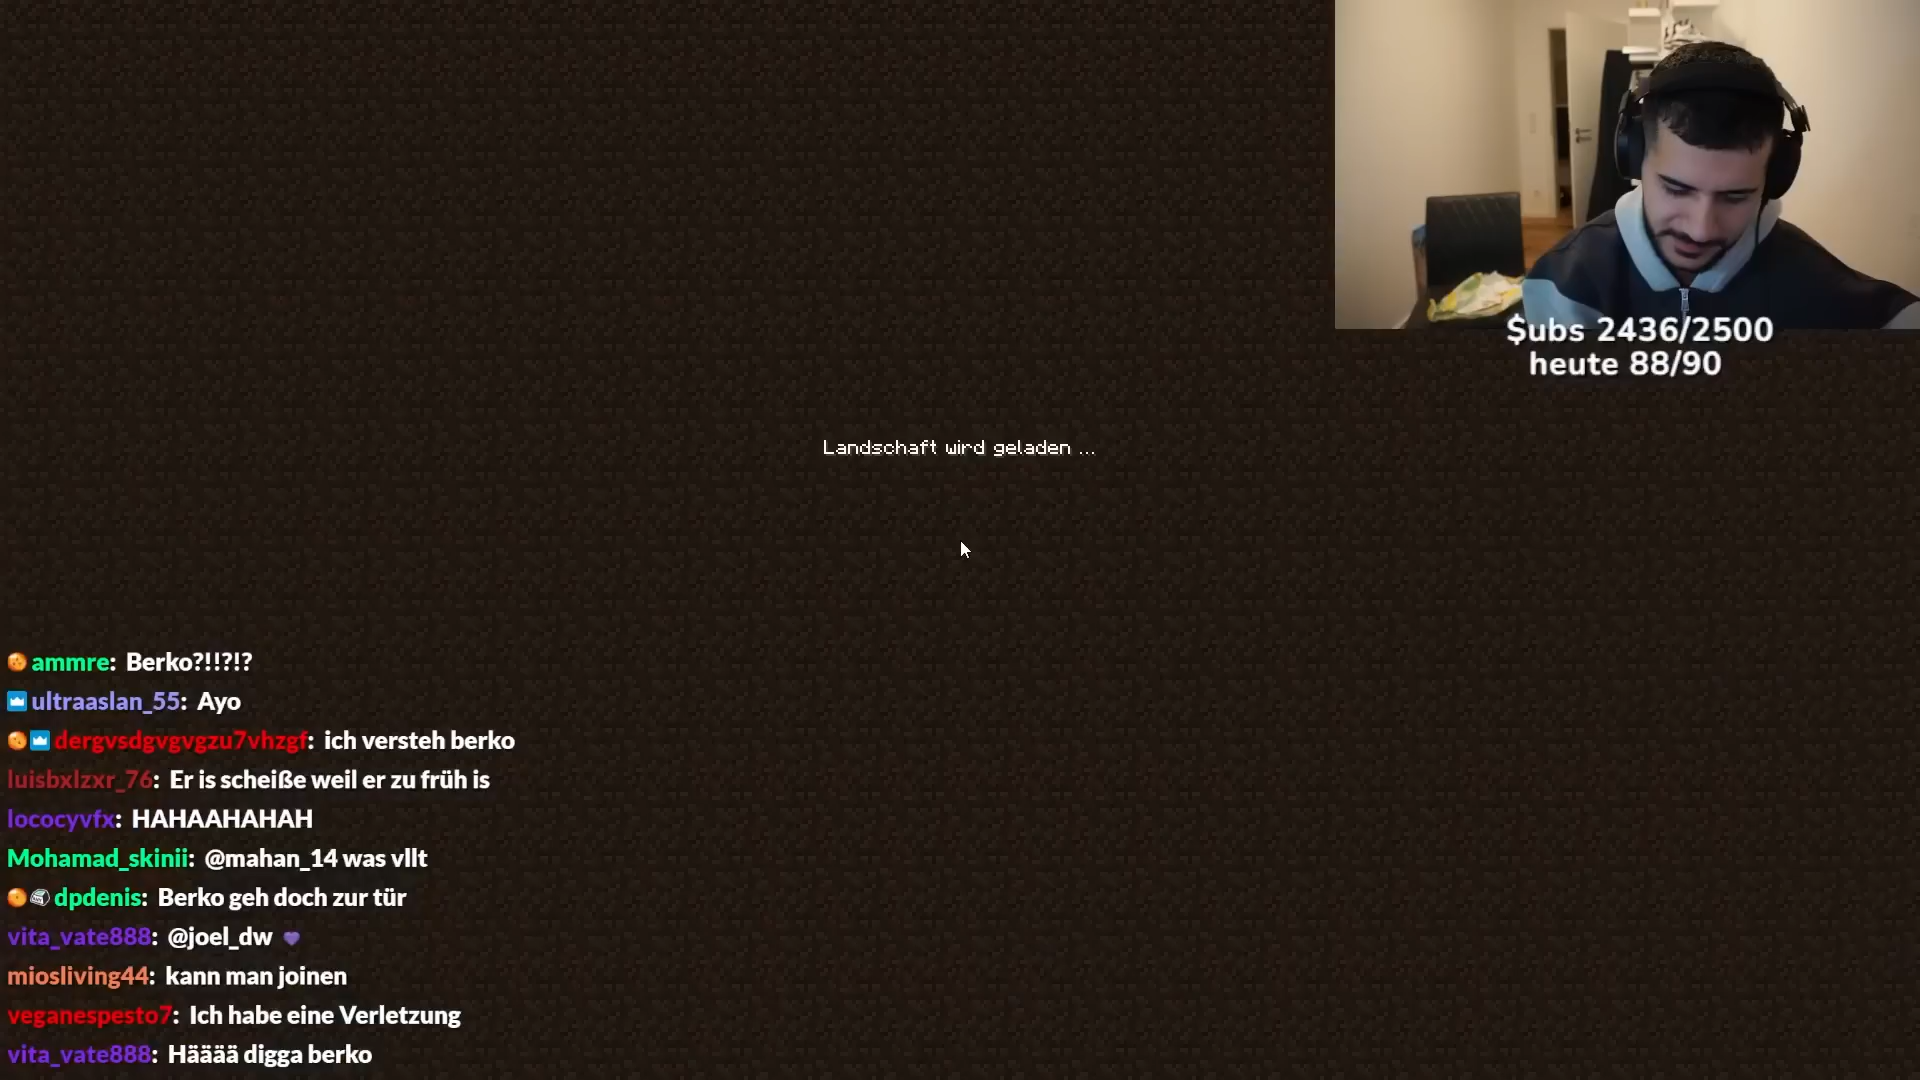 $ubs 2436/2500
heute 88/90
Landschaft wird geladen ...
ammre: Berko?!!?!?
ultraaslan_55: Ayo
dergvsdgvgvgzu7vhzgf: ich versteh berko
luisbxlzxr_76: Er is scheiße weil er zu früh is
lococyvfx: HAHAAHAHAH
Mohamad_skinii: @mahan_14 was vllt
dpdenis: Berko geh doch zur tür
vita_vate888: @joel_dw 💜
miosliving44: kann man joinen
veganespesto7: Ich habe eine Verletzung
vita_vate888: Hääää digga berko